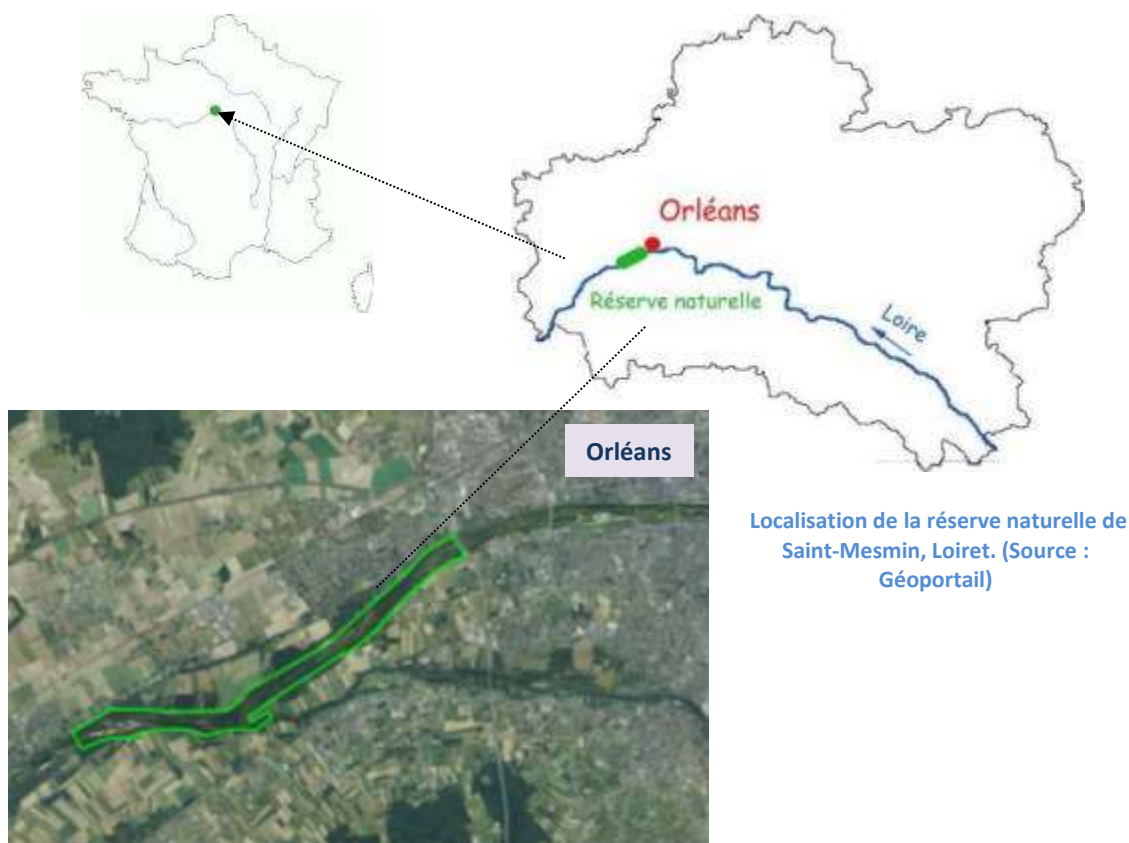 Orléans
Réserve naturelle
Loire
Orléans
Localisation de la réserve naturelle de
Saint-Mesmin, Loiret. (Source :
Géoportail)